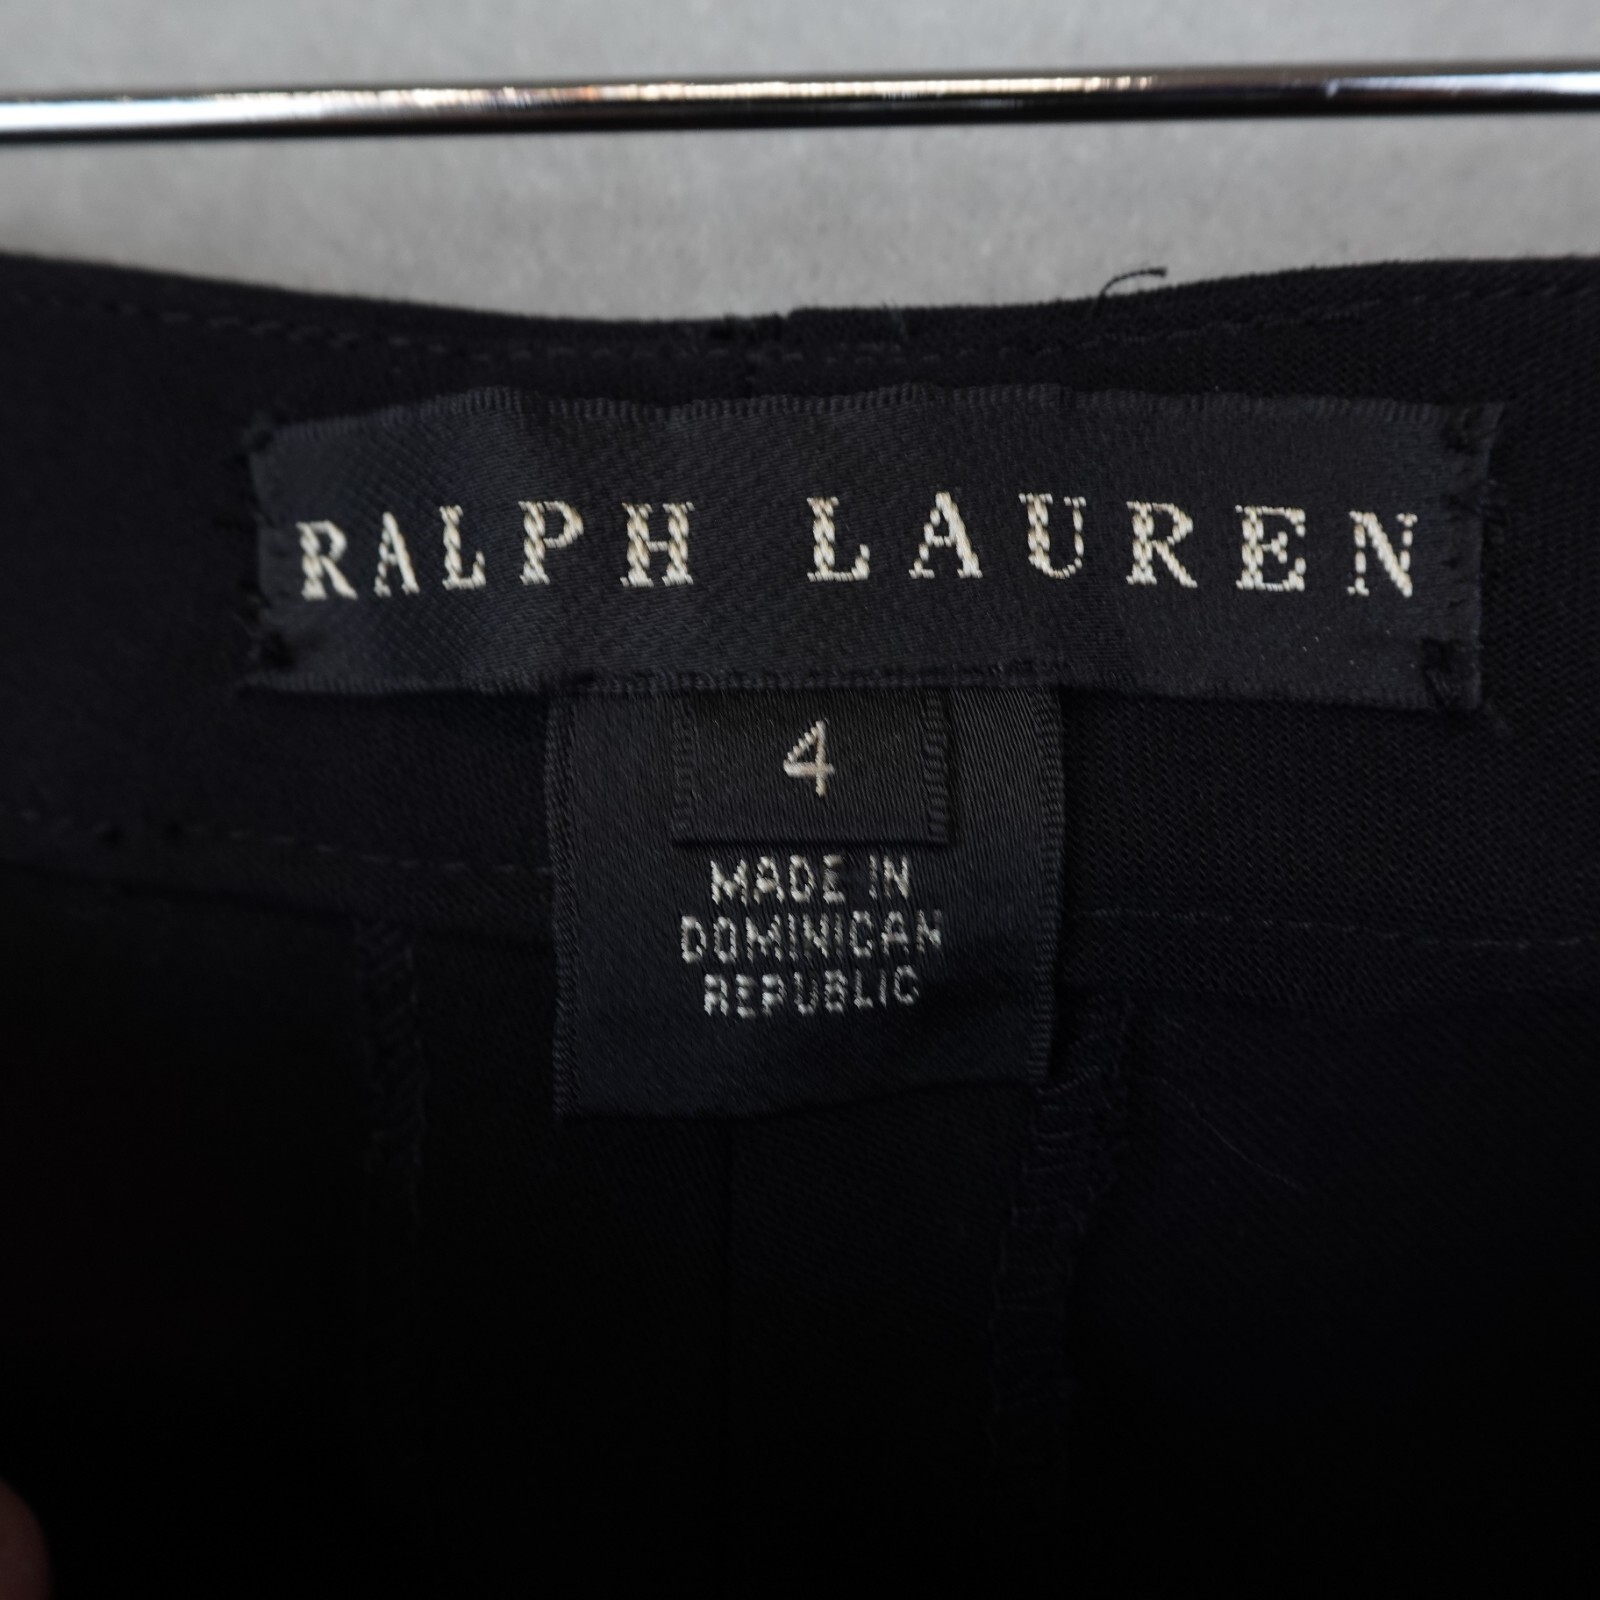 RALPH LAUREN
4
MADE IN
DOMINICAN
REPUBLIC